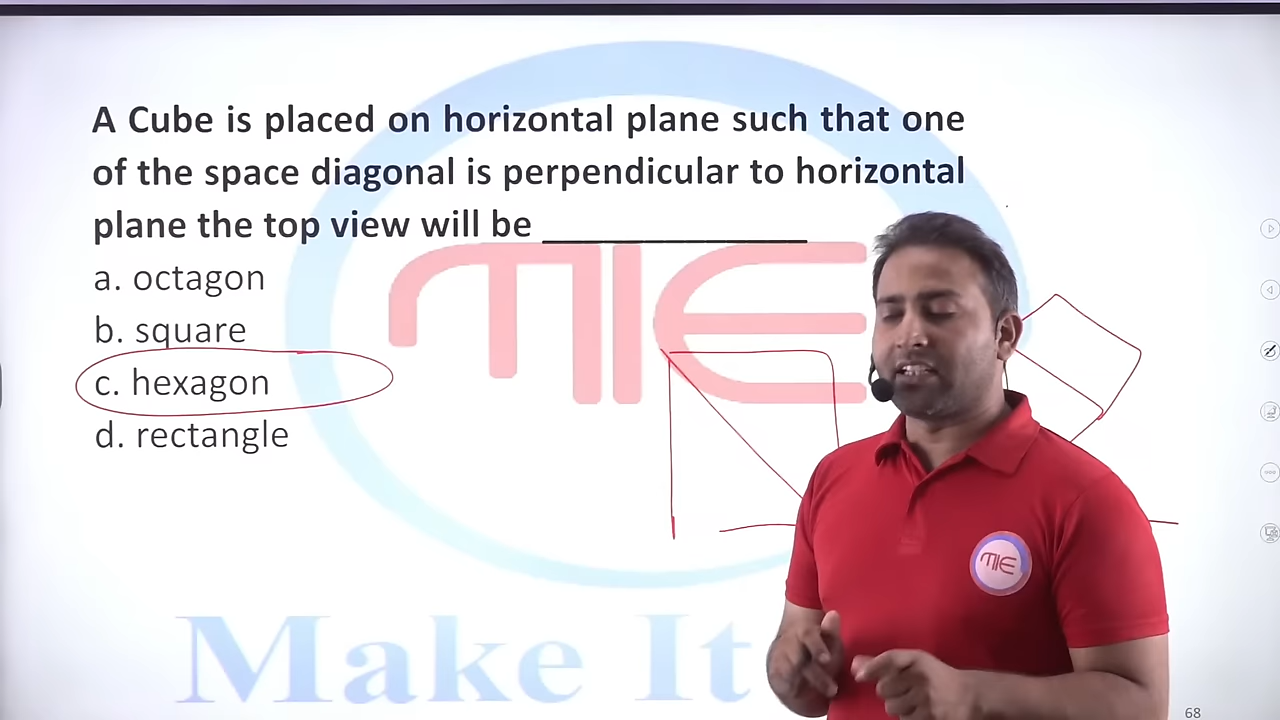 A Cube is placed on horizontal plane such that one
of the space diagonal is perpendicular to horizontal
plane the top view will be ____________
a. octagon
b. square
c. hexagon
d. rectangle
MIE
MIE
Make It
68